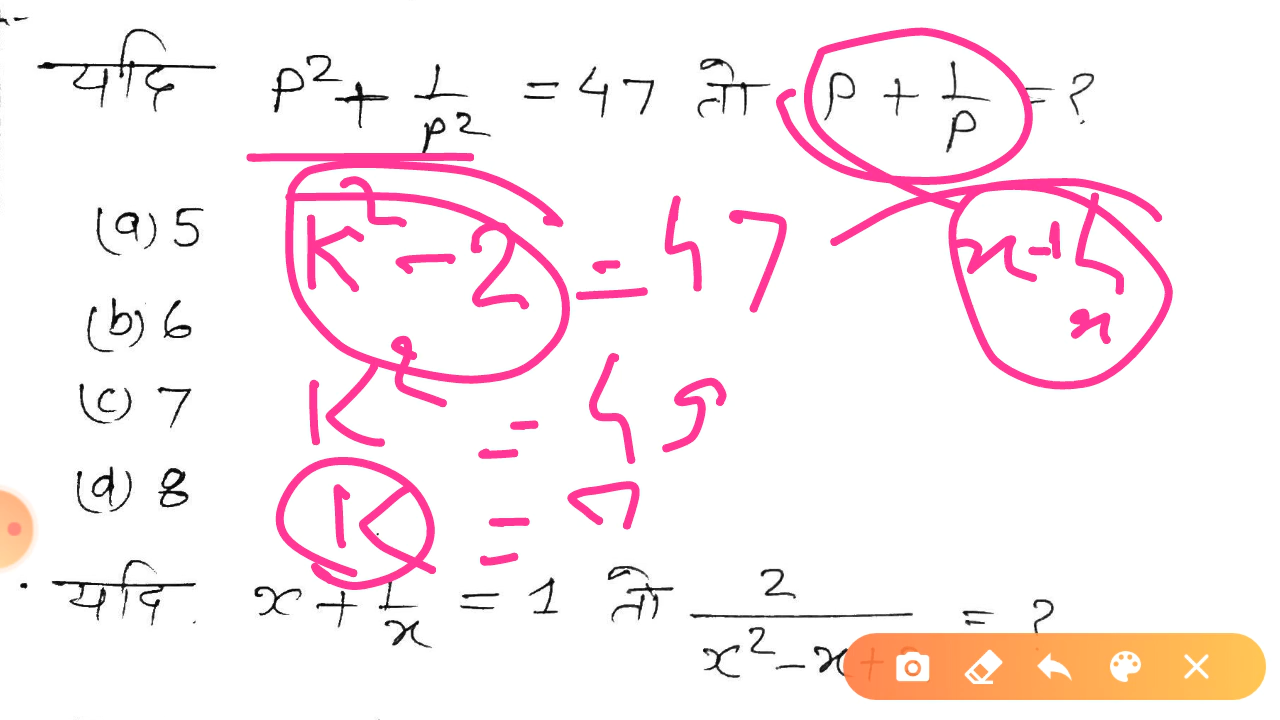 यदि P² + 1/P² = 47 तो P + 1/P = ?
(a) 5
K² - 2 = 47
x + 1/x
(b) 6
(c) 7
K² = 49
(d) 8
K = 7
यदि x + 1/x = 1 तो 2/(x² - x +
= ?